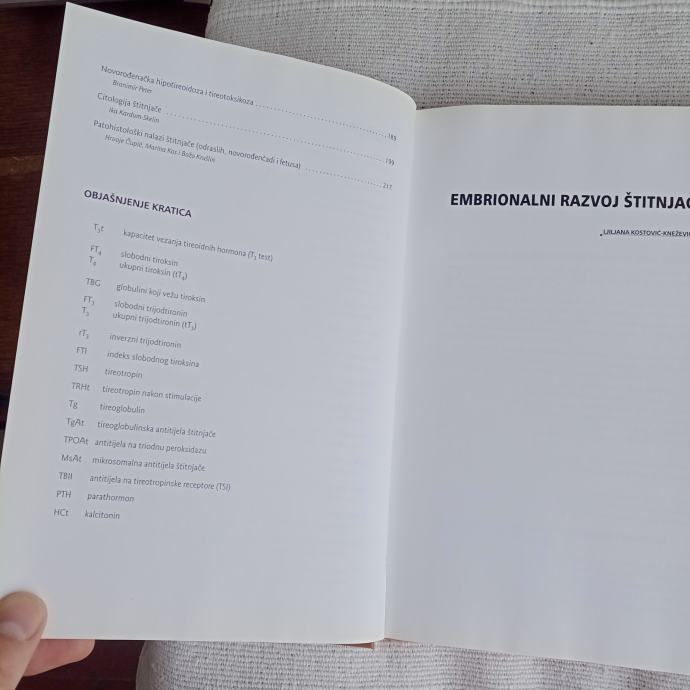 Novorođenačka hipotireoidoza i tireotoksikoza ........................................ 189
Branimir Peter
Citologija štitnjače ........................................ 199
Ika Kardum-Skelin
Patohistološki nalazi štitnjače (odraslih, novorođenčadi i fetusa) ........................................ 217
Hrvoje Čupić, Marina Kos i Božo Krušlin
OBJAŠNJENJE KRATICA
T3t kapacitet vezanja tireoidnih hormona (T3 test)
FT4 slobodni tiroksin
T4 ukupni tiroksin (tT4)
TBG globulini koji vežu tiroksin
FT3 slobodni trijodtironin
T3 ukupni trijodtironin (tT3)
rT3 inverzni trijodtironin
FTI indeks slobodnog tiroksina
TSH tireotropin
TRHt tireotropin nakon stimulacije
Tg tireoglobulin
TgAt tireoglobulinska antitijela štitnjače
TPOAt antitijela na triodnu peroksidazu
MsAt mikrosomalna antitijela štitnjače
TBII antitijela na tireotropinske receptore (TSI)
PTH parathormon
HCt kalcitonin
EMBRIONALNI RAZVOJ ŠTITNJAČ
LJILJANA KOSTOVIĆ-KNEŽEVIĆ